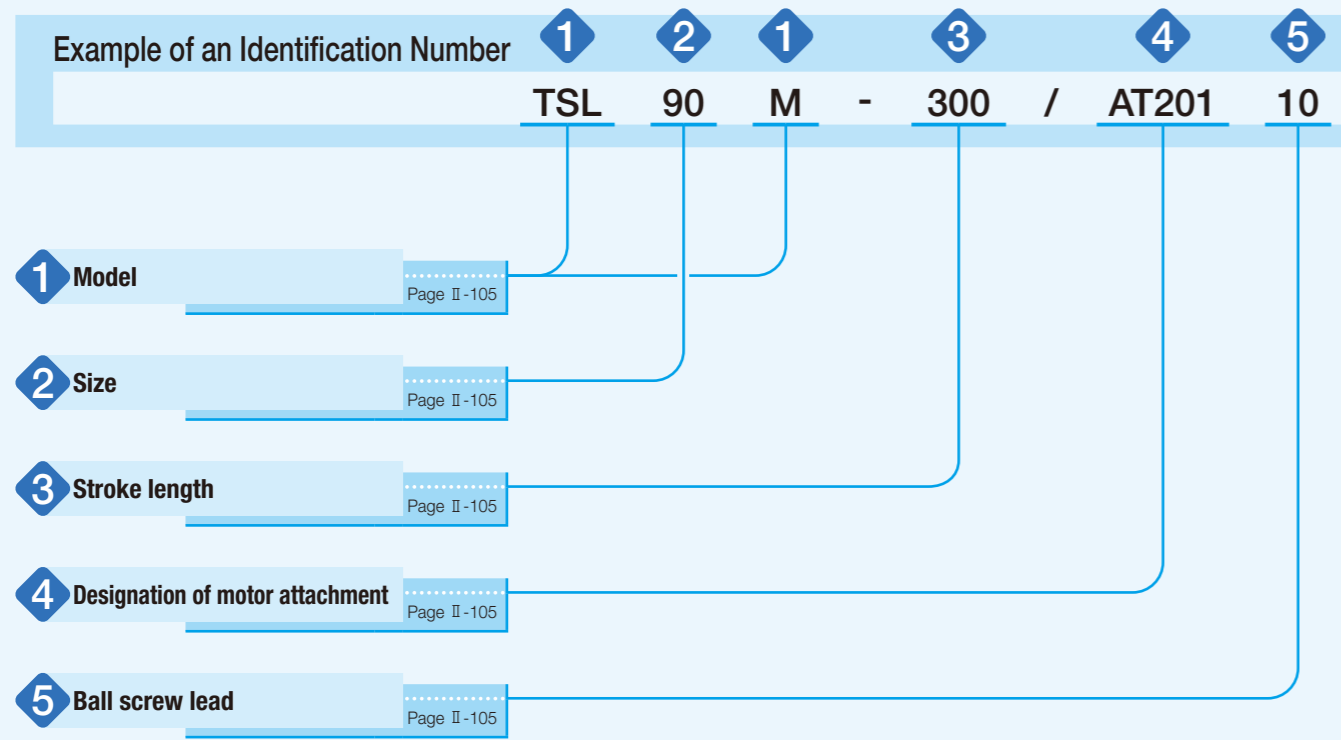 Example of an Identification Number
1 2 1 3 4 5
TSL 90 M - 300 / AT201 10
1 Model
Page Ⅱ-105
2 Size
Page Ⅱ-105
3 Stroke length
Page Ⅱ-105
4 Designation of motor attachment
Page Ⅱ-105
5 Ball screw lead
Page Ⅱ-105